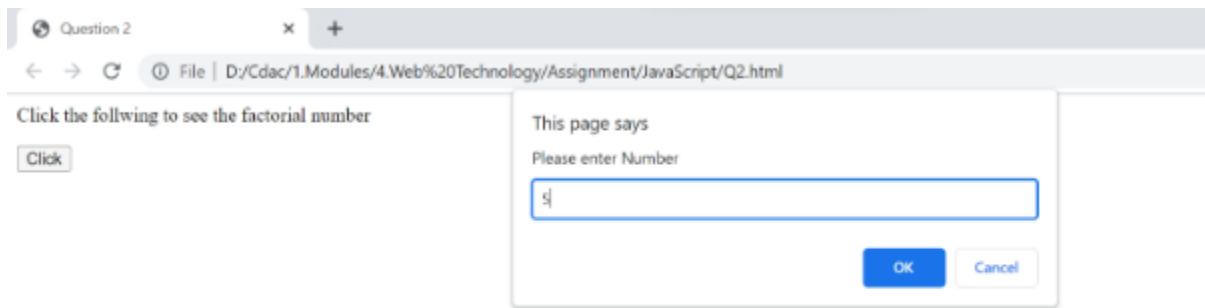 Question 2
File | D:/Cdac/1.Modules/4.Web%20Technology/Assignment/JavaScript/Q2.html
Click the follwing to see the factorial number
Click
This page says
Please enter Number
5
OK
Cancel